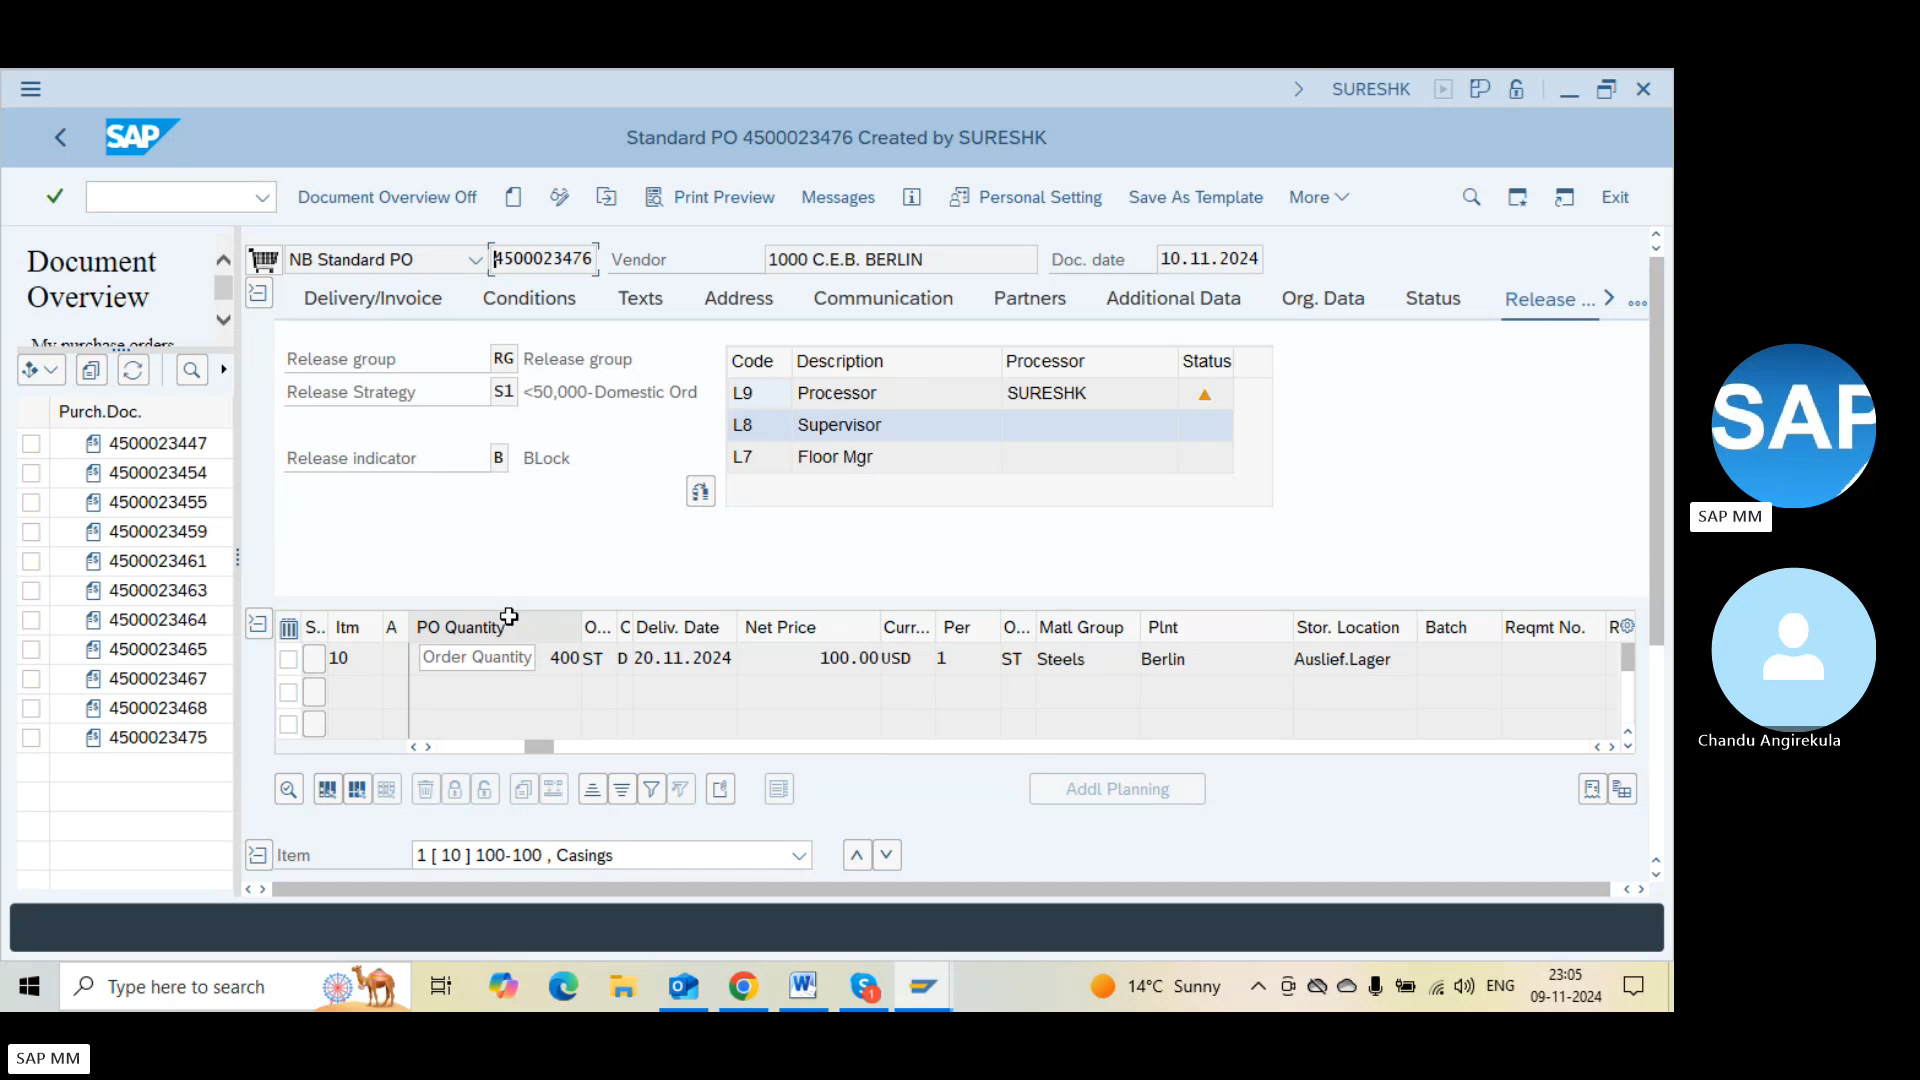 SURESHK
SAP Standard PO 4500023476 Created by SURESHK
Document Overview Off Print Preview Messages Personal Setting Save As Template More Exit
Document
Overview
My purchase orders
NB Standard PO 4500023476 Vendor 1000 C.E.B. BERLIN Doc. date 10.11.2024
Delivery/Invoice Conditions Texts Address Communication Partners Additional Data Org. Data Status Release ...
Release group RG Release group
Release Strategy S1 <50,000-Domestic Ord
Release indicator B BLock
Code Description Processor Status
L9 Processor SURESHK
L8 Supervisor
L7 Floor Mgr
Purch.Doc.
4500023447
4500023454
4500023455
4500023459
4500023461
4500023463
4500023464
4500023465
4500023467
4500023468
4500023475
S.. Itm A PO Quantity O... C Deliv. Date Net Price Curr... Per O... Matl Group Plnt Stor. Location Batch Reqmt No. R
10 Order Quantity 400 ST D 20.11.2024 100.00 USD 1 ST Steels Berlin Auslief.Lager
Addl Planning
Item 1 [ 10 ] 100-100 , Casings
Type here to search
14°C Sunny
ENG
23:05
09-11-2024
SAP
SAP MM
Chandu Angirekula
SAP MM